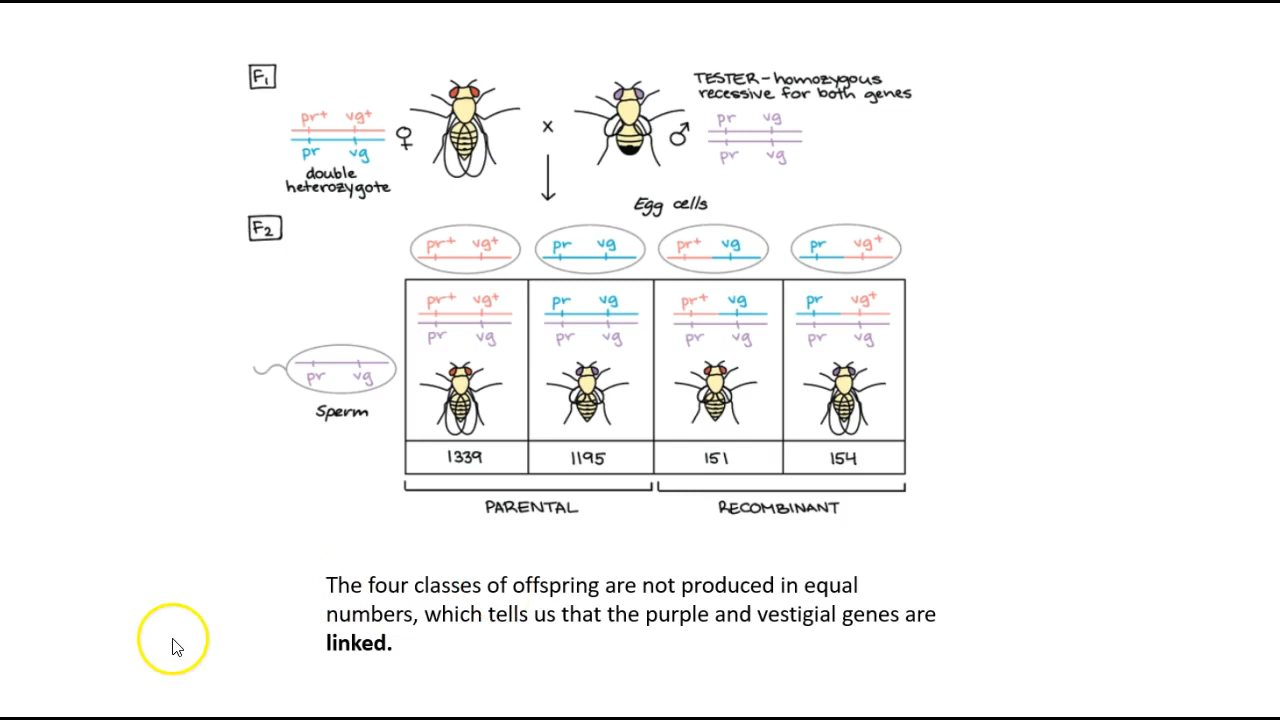 F1
TESTER-homozygous
recessive for both genes
pr+ vg+
pr vg
double
heterozygote
♀
x
♂
pr vg
pr vg
Egg cells
F2
pr+ vg+
pr vg
pr+ vg
pr vg+
pr+ vg+
pr vg
pr vg
pr vg
pr+ vg
pr vg
pr vg+
pr vg
pr vg
Sperm
1339
1195
151
154
PARENTAL
RECOMBINANT
The four classes of offspring are not produced in equal
numbers, which tells us that the purple and vestigial genes are
linked.